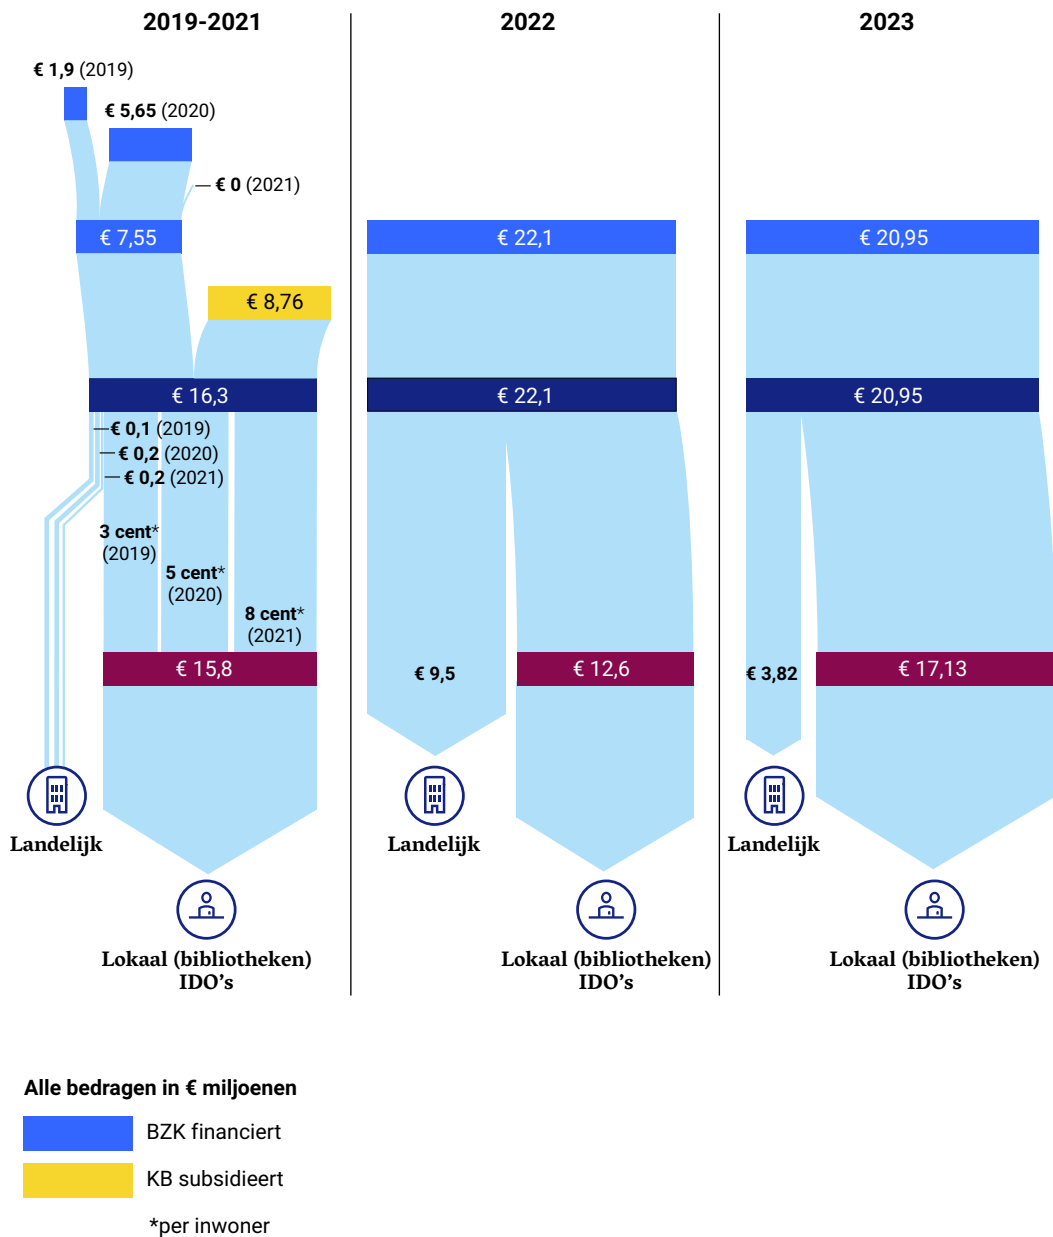 2019-2021
€ 1,9 (2019)
€ 5,65 (2020)
€ 0 (2021)
€ 7,55
€ 8,76
€ 16,3
€ 0,1 (2019)
€ 0,2 (2020)
€ 0,2 (2021)
3 cent*
(2019)
5 cent*
(2020)
8 cent*
(2021)
€ 15,8
Landelijk
Lokaal (bibliotheken)
IDO’s
2022
€ 22,1
€ 22,1
€ 9,5
€ 12,6
Landelijk
Lokaal (bibliotheken)
IDO’s
2023
€ 20,95
€ 20,95
€ 3,82
€ 17,13
Landelijk
Lokaal (bibliotheken)
IDO’s
Alle bedragen in € miljoenen
BZK financiert
KB subsidieert
*per inwoner